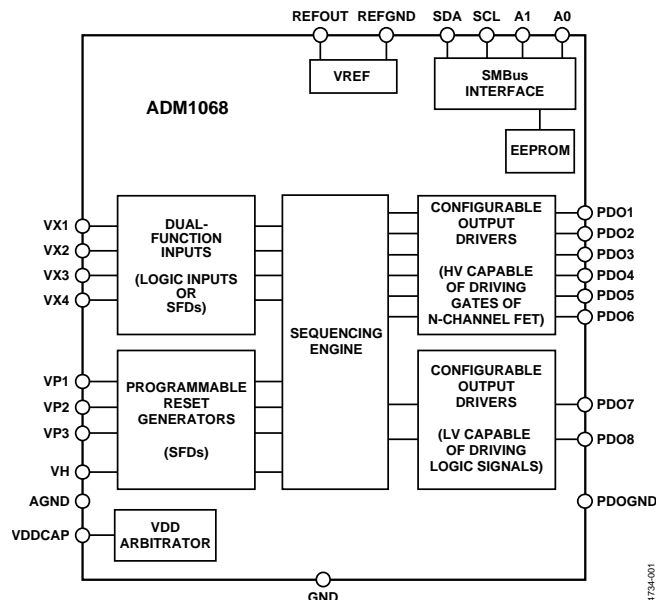 REFOUT REFGND SDA SCL A1 A0
VREF
SMBus
INTERFACE
ADM1068
EEPROM
VX1
VX2
VX3
VX4
DUAL-
FUNCTION
INPUTS
(LOGIC INPUTS
OR
SFDs)
VP1
VP2
VP3
VH
PROGRAMMABLE
RESET
GENERATORS
(SFDs)
AGND
VDDCAP
VDD
ARBITRATOR
SEQUENCING
ENGINE
CONFIGURABLE
OUTPUT
DRIVERS
(HV CAPABLE
OF DRIVING
GATES OF
N-CHANNEL FET)
PDO1
PDO2
PDO3
PDO4
PDO5
PDO6
CONFIGURABLE
OUTPUT
DRIVERS
(LV CAPABLE
OF DRIVING
LOGIC SIGNALS)
PDO7
PDO8
PDOGND
GND
4734-001